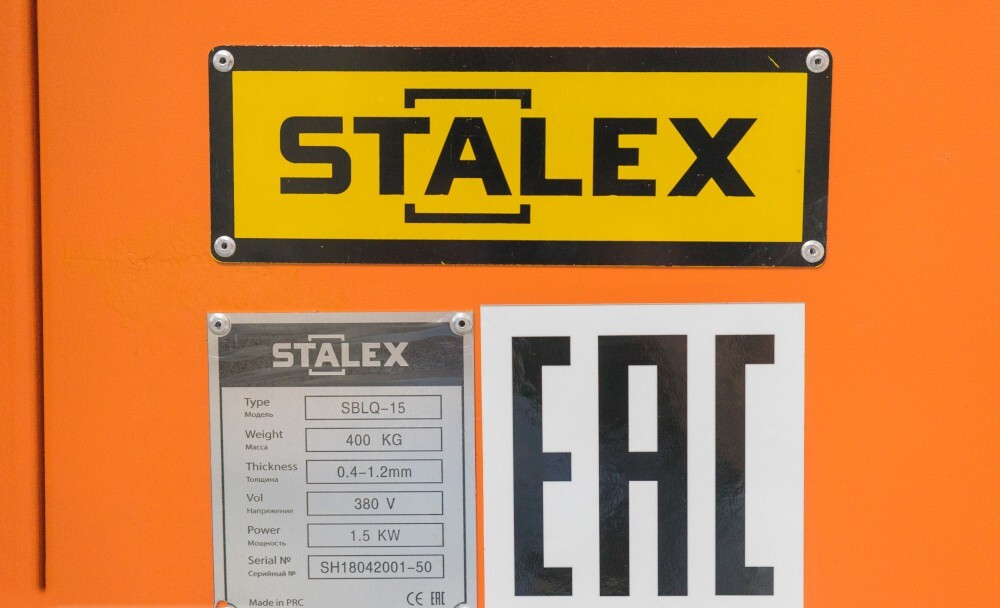 STALEX
STALEX
Type SBLQ-15
Модель
Weight 400 KG
Масса
Thickness 0.4-1.2mm
Толщина
Vol 380 V
Напряжение
Power 1.5 KW
Мощность
Serial № SH18042001-50
Серийный №
Made in PRC CE EAC
EAC